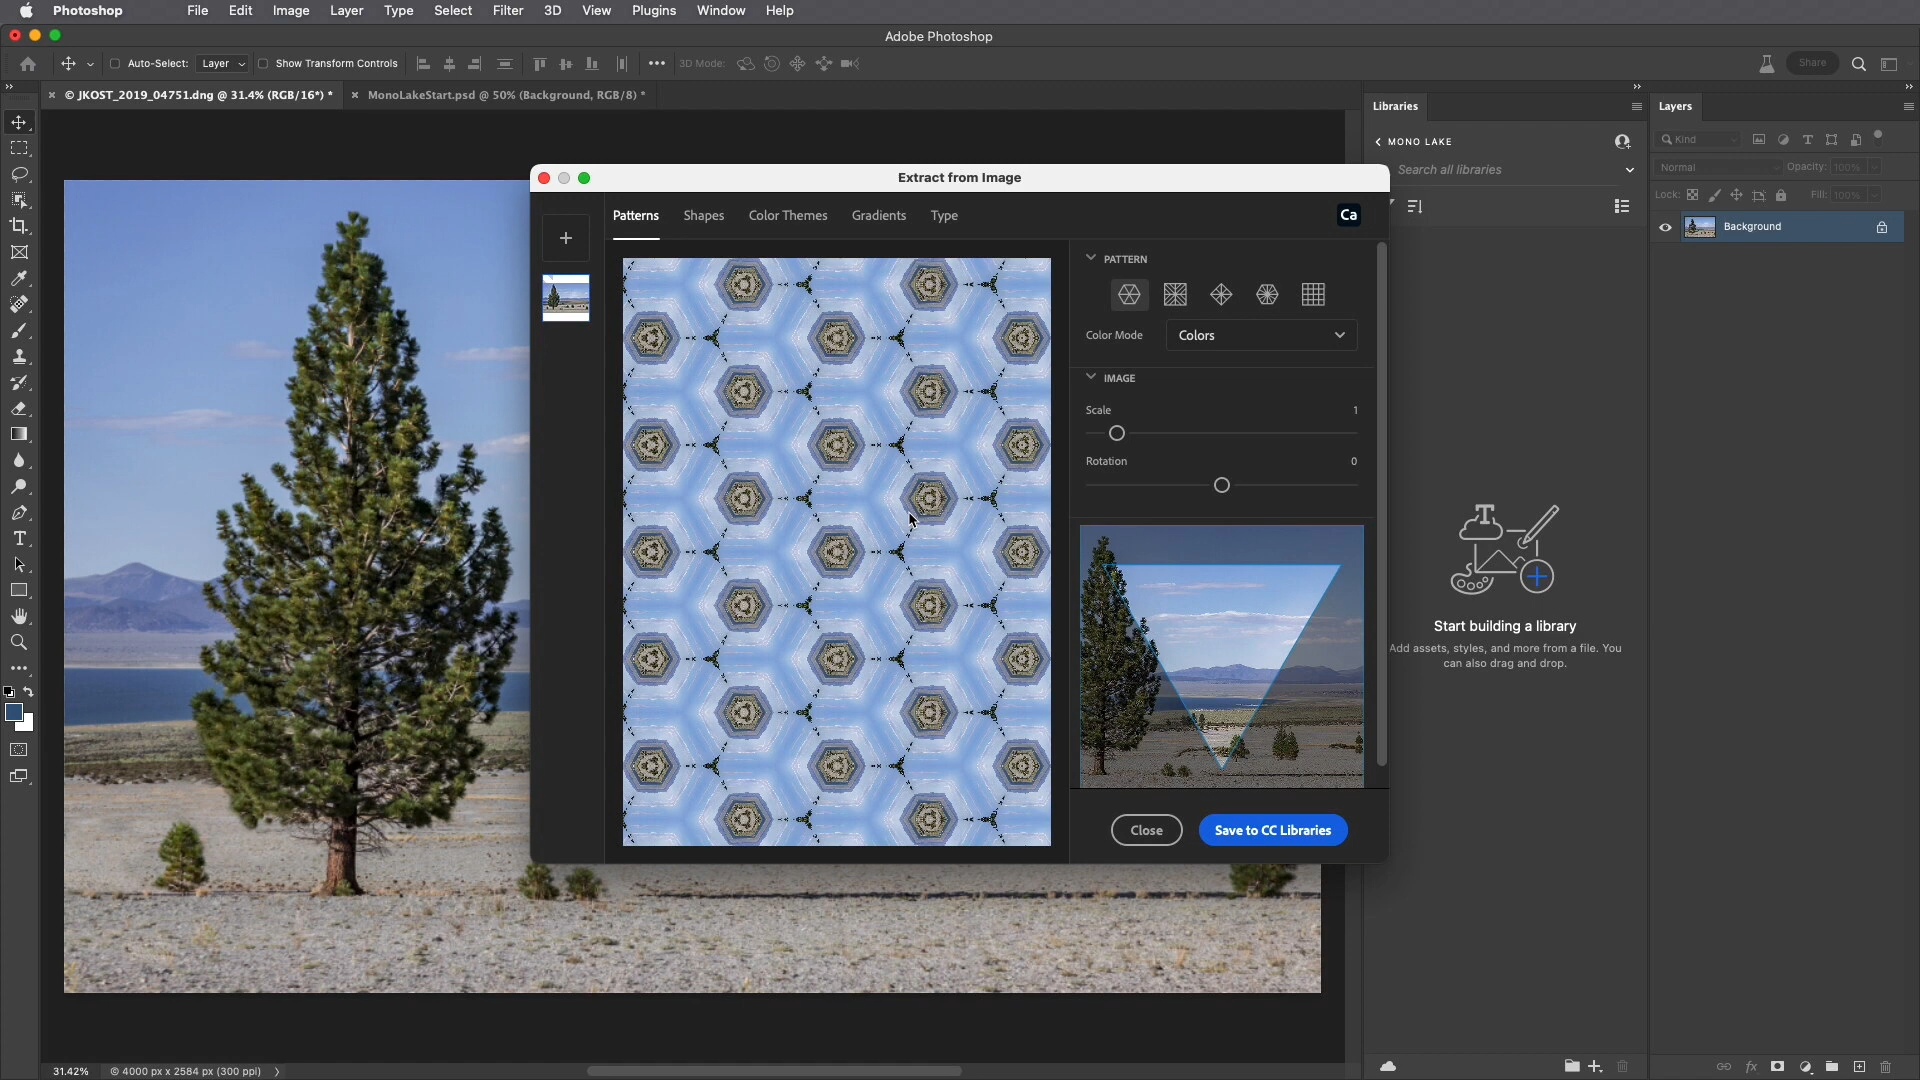 Photoshop File Edit Image Layer Type Select Filter 3D View Plugins Window Help
Adobe Photoshop
Auto-Select: Layer Show Transform Controls ••• 3D Mode: Share
© JKOST_2019_04751.dng @ 31.4% (RGB/16*) * MonoLakeStart.psd @ 50% (Background, RGB/8) *
Libraries
MONO LAKE
Search all libraries
Start building a library
Add assets, styles, and more from a file. You
can also drag and drop.
Layers
Kind
Normal Opacity: 100%
Lock: Fill: 100%
Background
Extract from Image
Patterns Shapes Color Themes Gradients Type Ca
PATTERN
Color Mode Colors
IMAGE
Scale 1
Rotation 0
Close Save to CC Libraries
31.42% © 4000 px x 2584 px (300 ppi)
fx